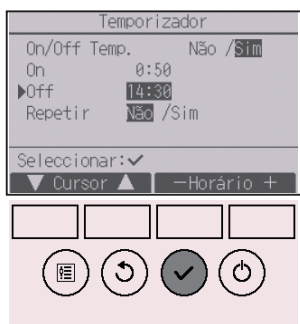 Temporizador
On/Off Temp. Não /Sim
On 0:50
▶Off 14:30
Repetir Não /Sim
Seleccionar:✓
▼ Cursor ▲ −Horário +